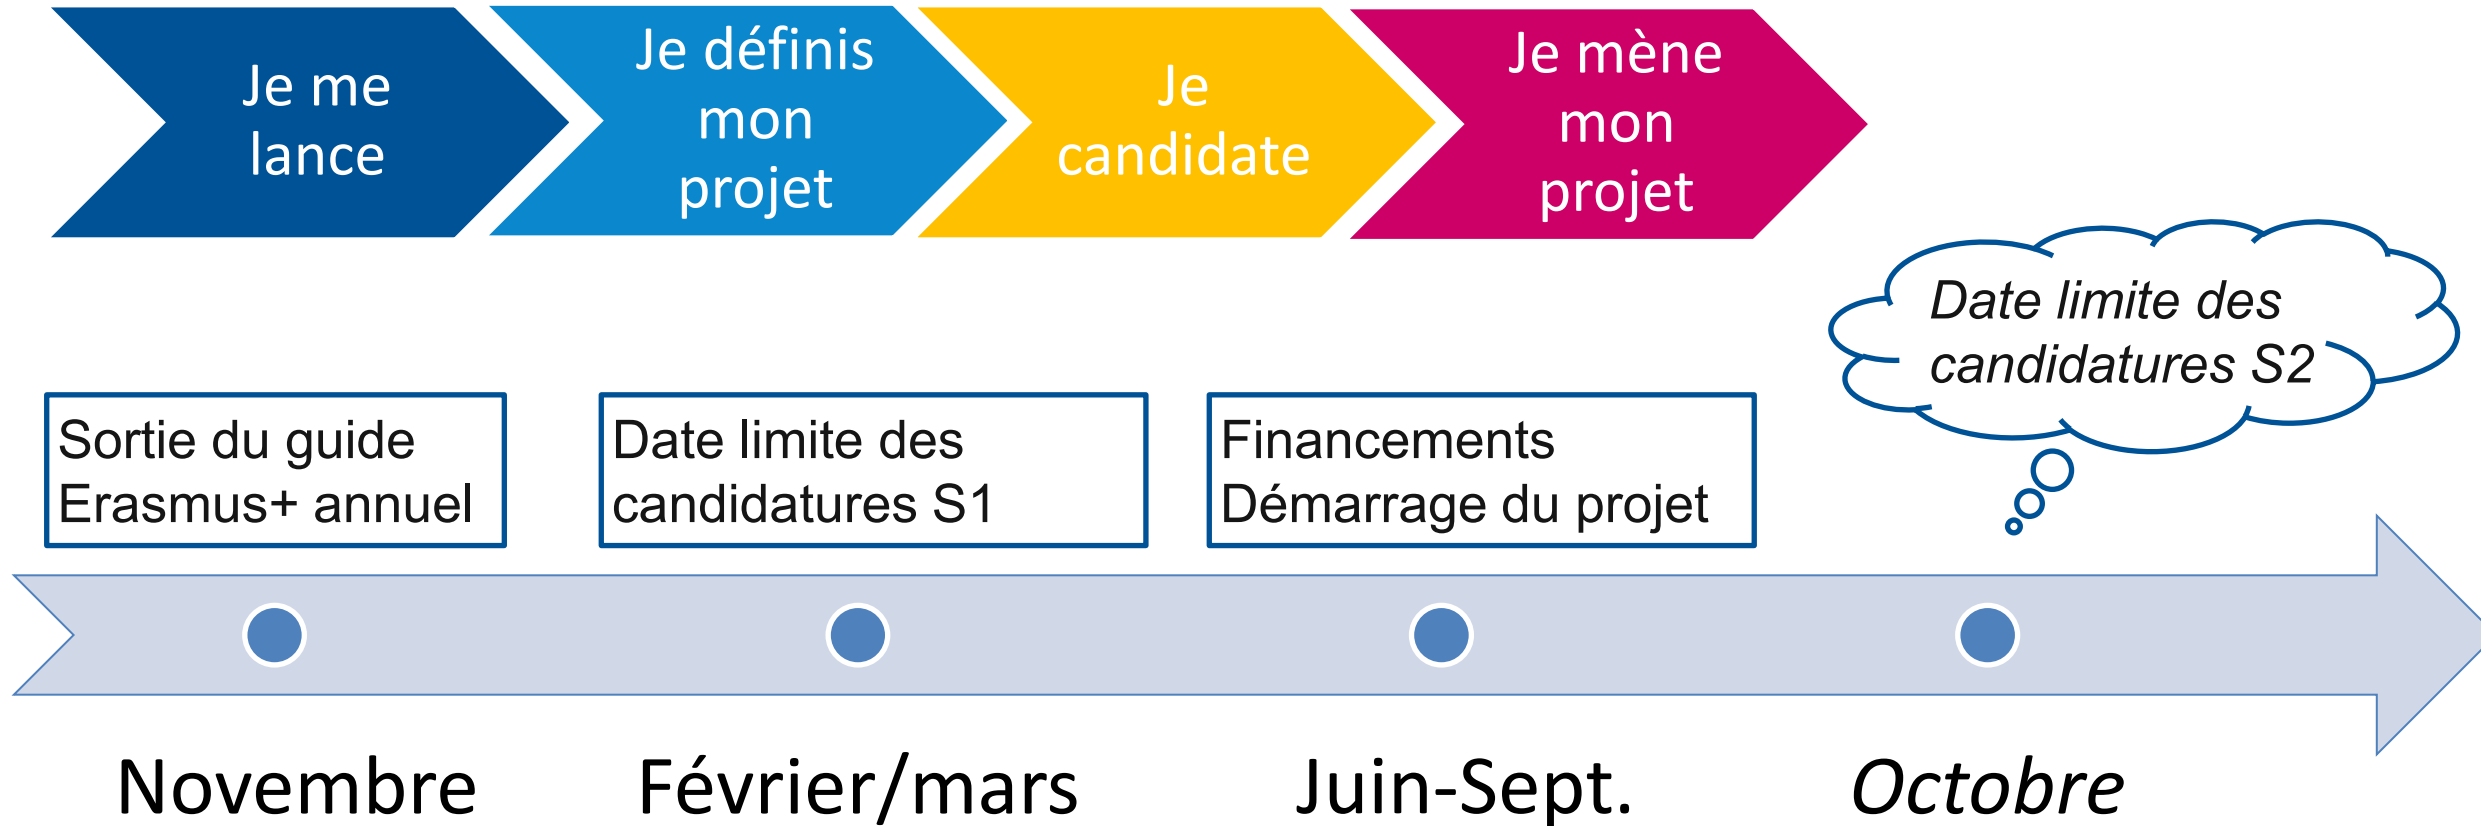 Je me
lance
Je définis
mon
projet
Je
candidate
Je mène
mon
projet
Date limite des
candidatures S2
Sortie du guide
Erasmus+ annuel
Date limite des
candidatures S1
Financements
Démarrage du projet
Novembre
Février/mars
Juin-Sept.
Octobre